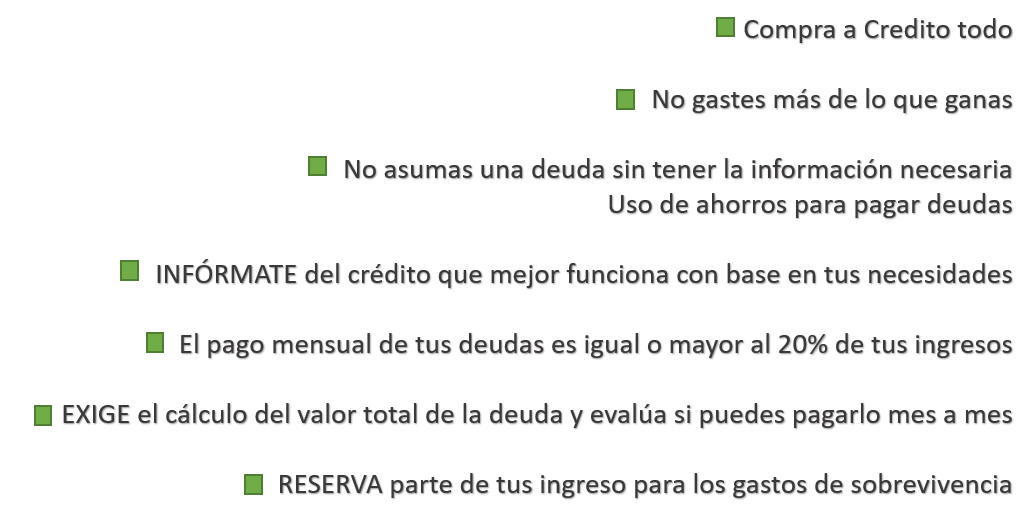 Compra a Credito todo
No gastes más de lo que ganas
No asumas una deuda sin tener la información necesaria
Uso de ahorros para pagar deudas
INFÓRMATE del crédito que mejor funciona con base en tus necesidades
El pago mensual de tus deudas es igual o mayor al 20% de tus ingresos
EXIGE el cálculo del valor total de la deuda y evalúa si puedes pagarlo mes a mes
RESERVA parte de tus ingreso para los gastos de sobrevivencia